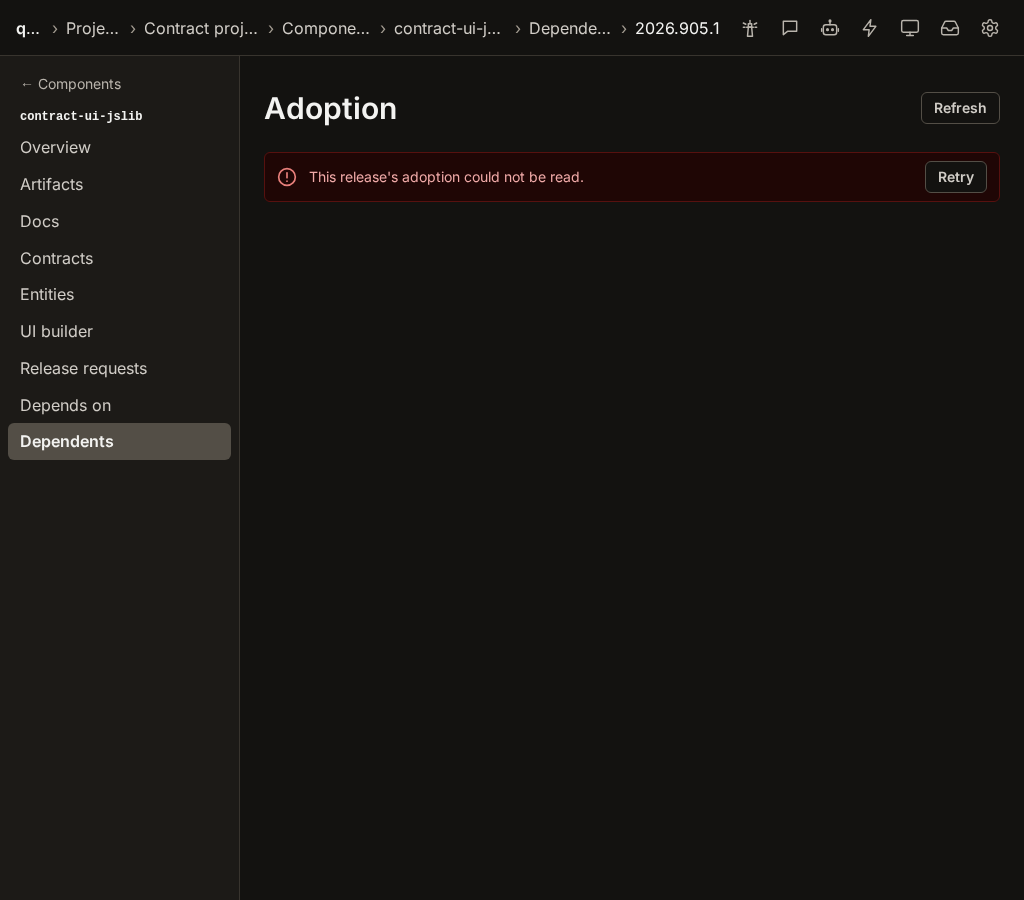 q... › Proje... › Contract proj... › Compone... › contract-ui-j... › Depende... › 2026.905.1
← Components
contract-ui-jslib
Overview
Artifacts
Docs
Contracts
Entities
UI builder
Release requests
Depends on
Dependents
Adoption
Refresh
This release's adoption could not be read.
Retry